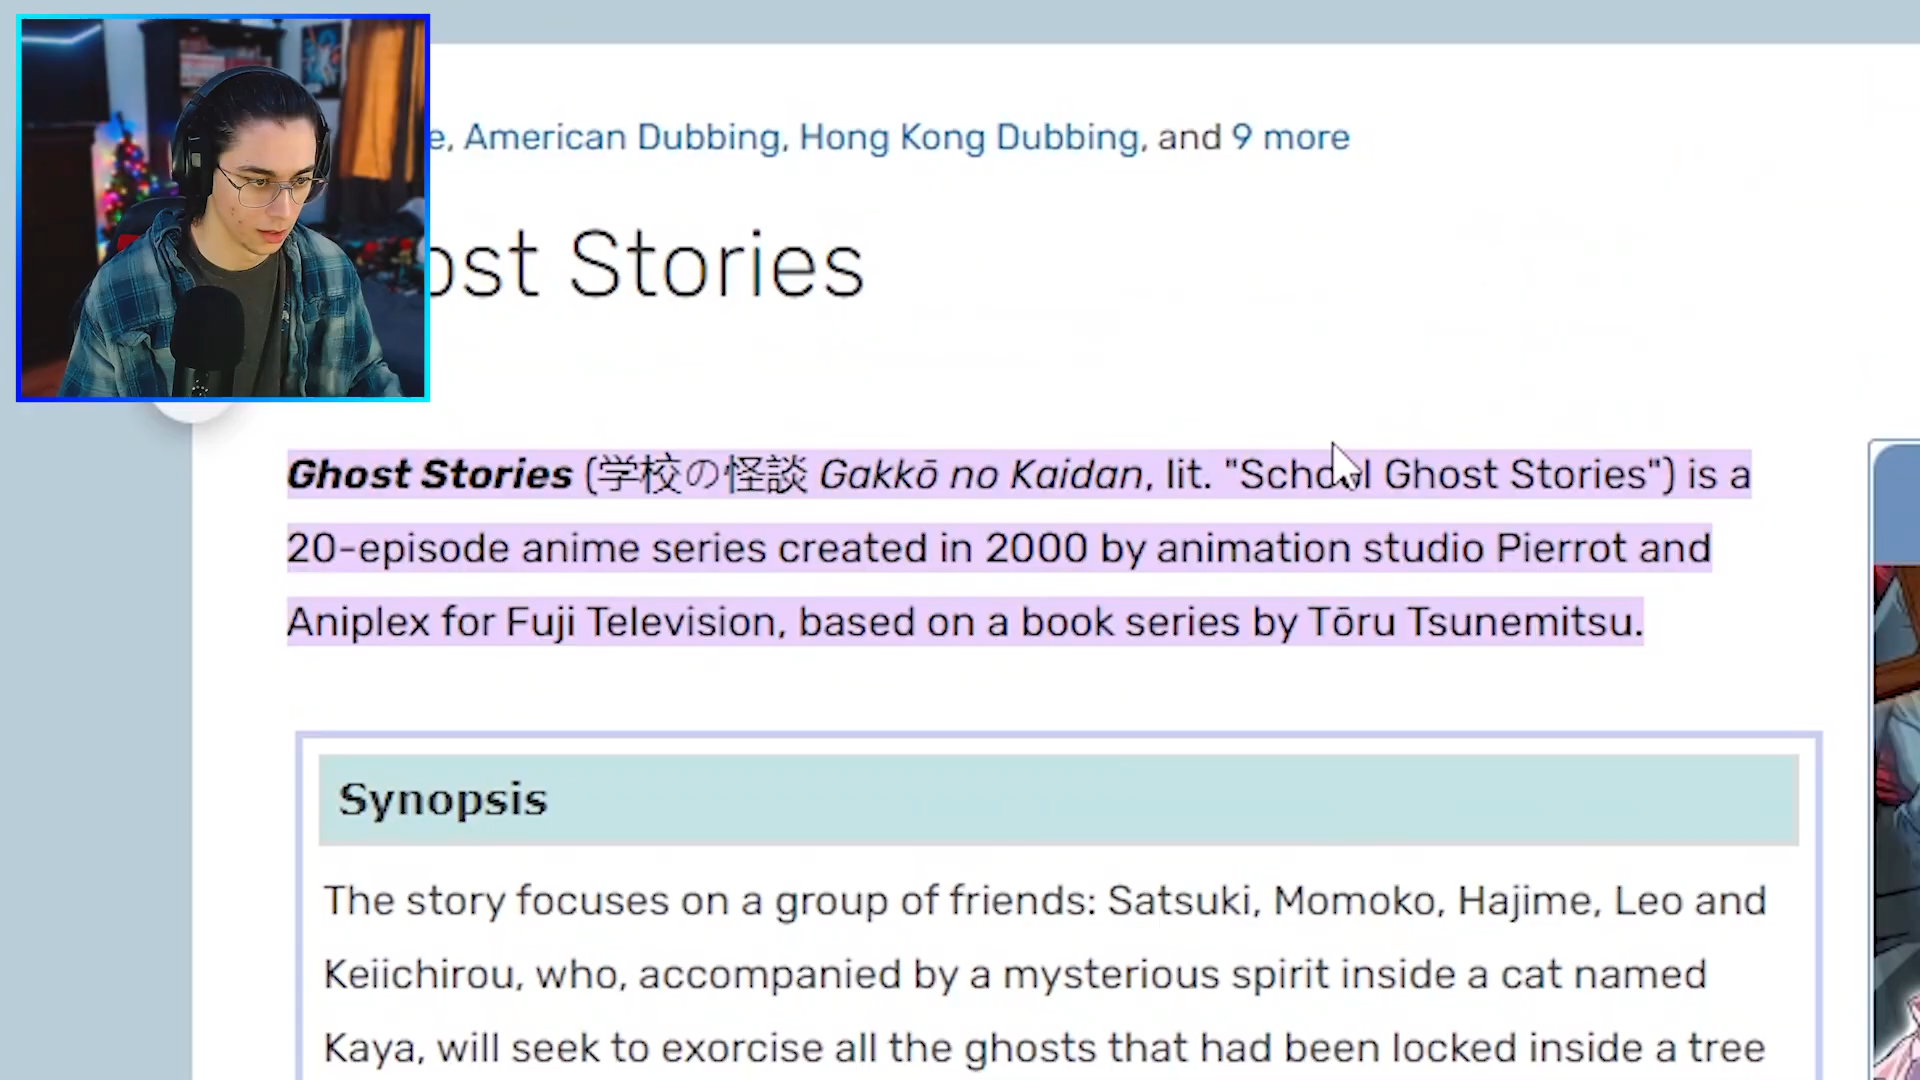 e, American Dubbing, Hong Kong Dubbing, and 9 more
ost Stories
Ghost Stories (学校の怪談 Gakkō no Kaidan, lit. "School Ghost Stories") is a
20-episode anime series created in 2000 by animation studio Pierrot and
Aniplex for Fuji Television, based on a book series by Tōru Tsunemitsu.
Synopsis
The story focuses on a group of friends: Satsuki, Momoko, Hajime, Leo and
Keiichirou, who, accompanied by a mysterious spirit inside a cat named
Kaya, will seek to exorcise all the ghosts that had been locked inside a tree